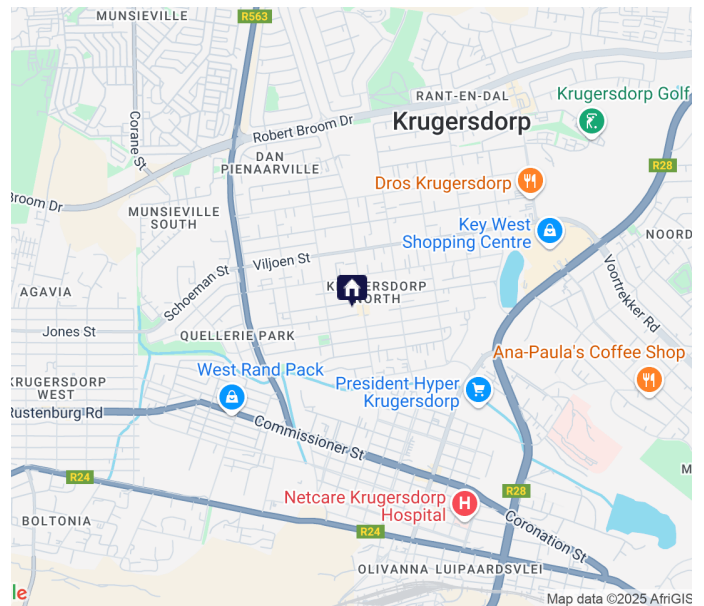 MUNSIEVILLE
R563
RANT-EN-DAL
Krugersdorp Golf
Krugersdorp
Corane St
Robert Broom Dr
DAN
PIENAARVILLE
R28
Dros Krugersdorp
Broom Dr
MUNSIEVILLE
SOUTH
Key West
Shopping Centre
NOORD
Viljoen St
Schoeman St
Voortrekker Rd
AGAVIA
Jones St
QUELLERIE PARK
Ana-Paula's Coffee Shop
West Rand Pack
KRUGERSDORP
WEST
President Hyper
Krugersdorp
Rustenburg Rd
Commissioner St
R24
M
R28
Netcare Krugersdorp
Hospital
H
BOLTONIA
R24
Coronation St
OLIVANNA LUIPAARDSVLEI
le
Map data ©2025 AfriGIS